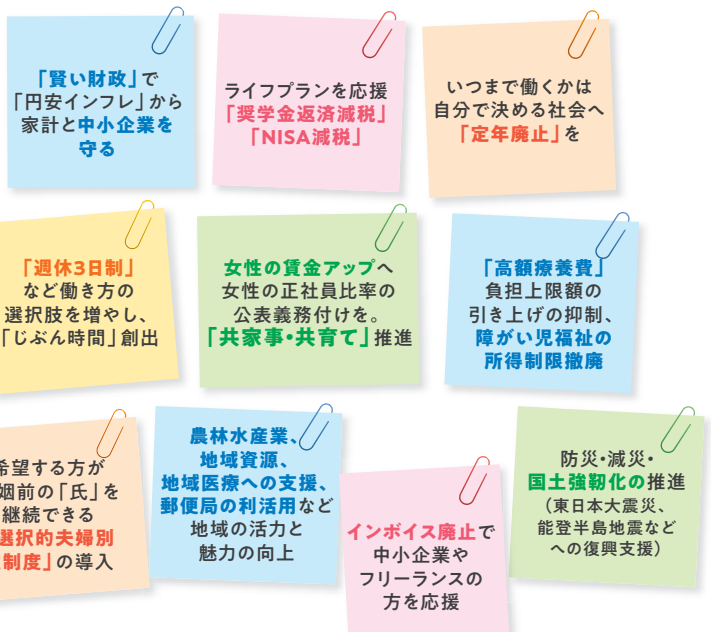 「賢い財政」で
「円安インフレ」から
家計と中小企業を
守る
ライフプランを応援
「奨学金返済減税」
「NISA減税」
いつまで働くかは
自分で決める社会へ
「定年廃止」を
「週休3日制」
など働き方の
選択肢を増やし、
「じぶん時間」創出
女性の賃金アップへ
女性の正社員比率の
公表義務付けを。
「共家事・共育て」推進
「高額療養費」
負担上限額の
引き上げの抑制、
障がい児福祉の
所得制限撤廃
希望する方が
姻前の「氏」を
継続できる
選択的夫婦別
制度」の導入
農林水産業、
地域資源、
地域医療への支援、
郵便局の利活用など
地域の活力と
魅力の向上
インボイス廃止で
中小企業や
フリーランスの
方を応援
防災・減災・
国土強靭化の推進
（東日本大震災、
能登半島地震など
への復興支援）